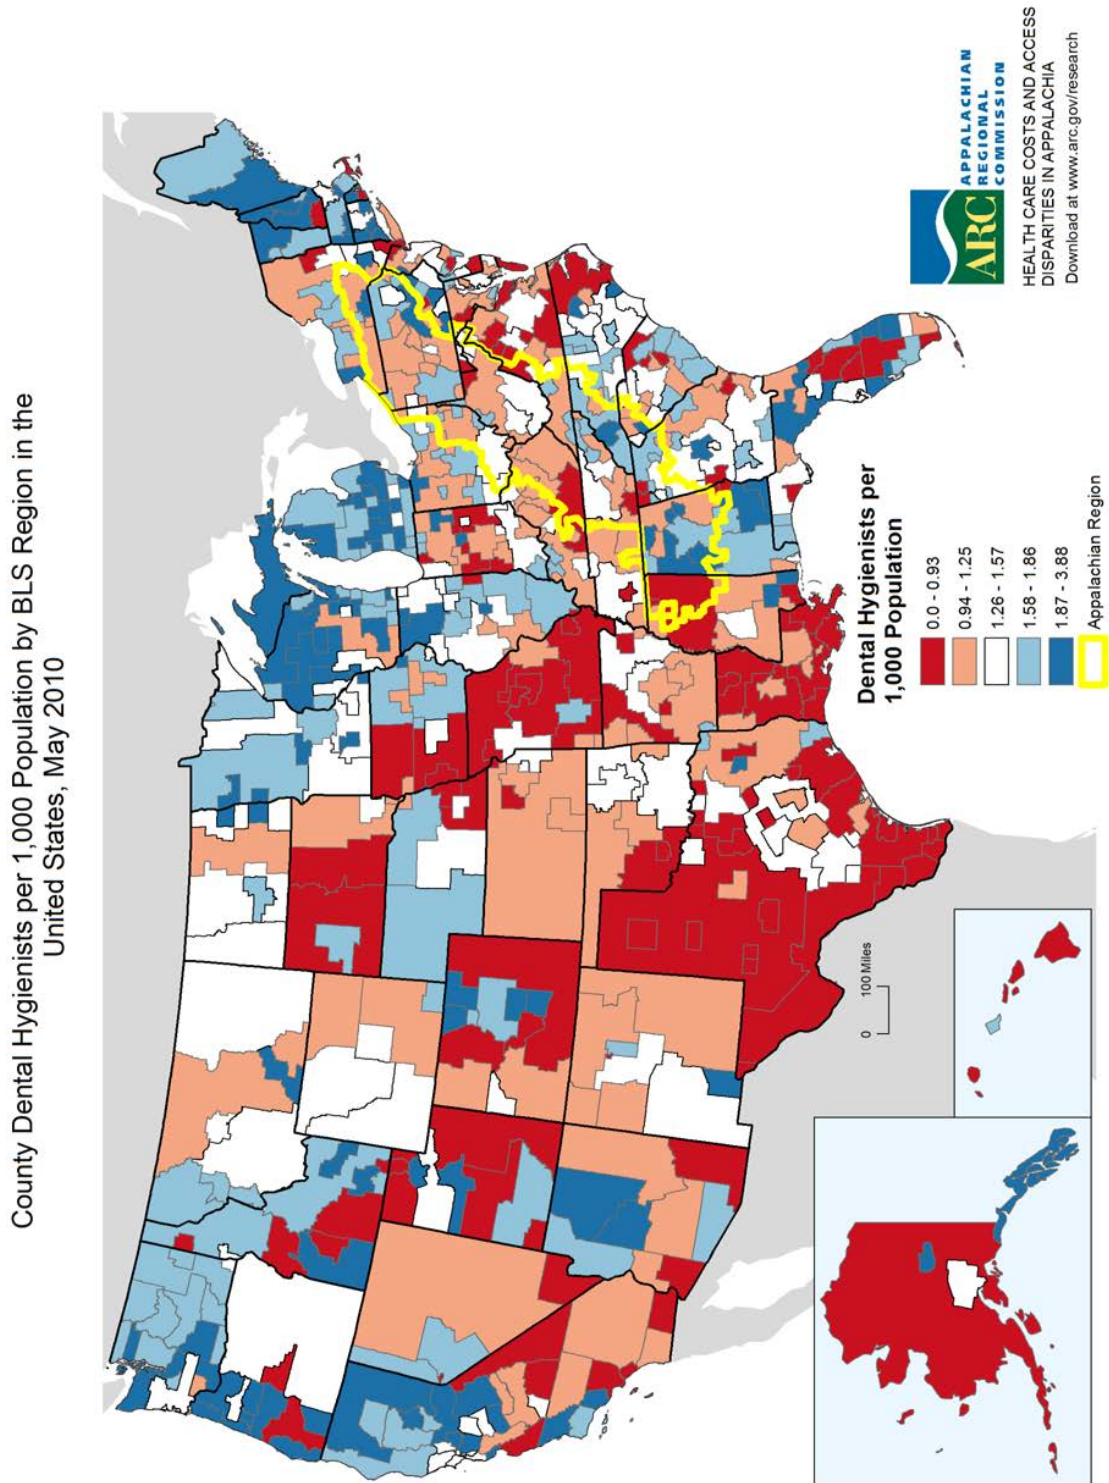 County Dental Hygienists per 1,000 Population by BLS Region in the
United States, May 2010
Dental Hygienists per
1,000 Population
0.0 - 0.93
0.94 - 1.25
1.26 - 1.57
1.58 - 1.86
1.87 - 3.88
Appalachian Region
0 100 Miles
ARC
APPALACHIAN
REGIONAL
COMMISSION
HEALTH CARE COSTS AND ACCESS
DISPARITIES IN APPALACHIA
Download at www.arc.gov/research